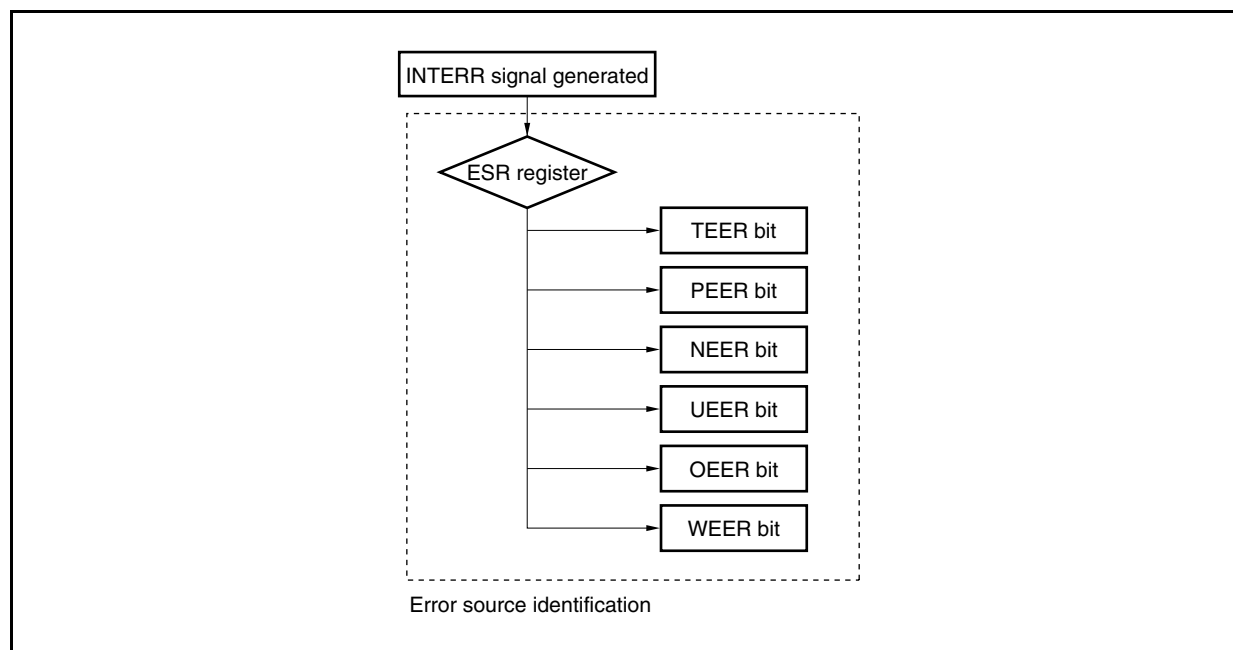 INTERR signal generated
ESR register
TEER bit
PEER bit
NEER bit
UEER bit
OEER bit
WEER bit
Error source identification